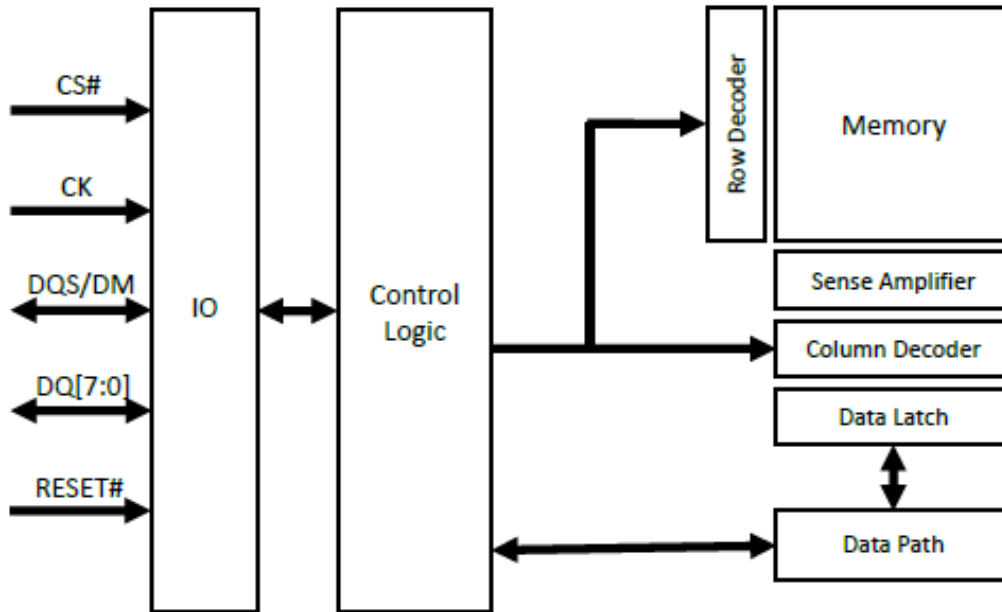 CS#
CK
DQS/DM
DQ[7:0]
RESET#
IO
Control
Logic
Row Decoder
Memory
Sense Amplifier
Column Decoder
Data Latch
Data Path